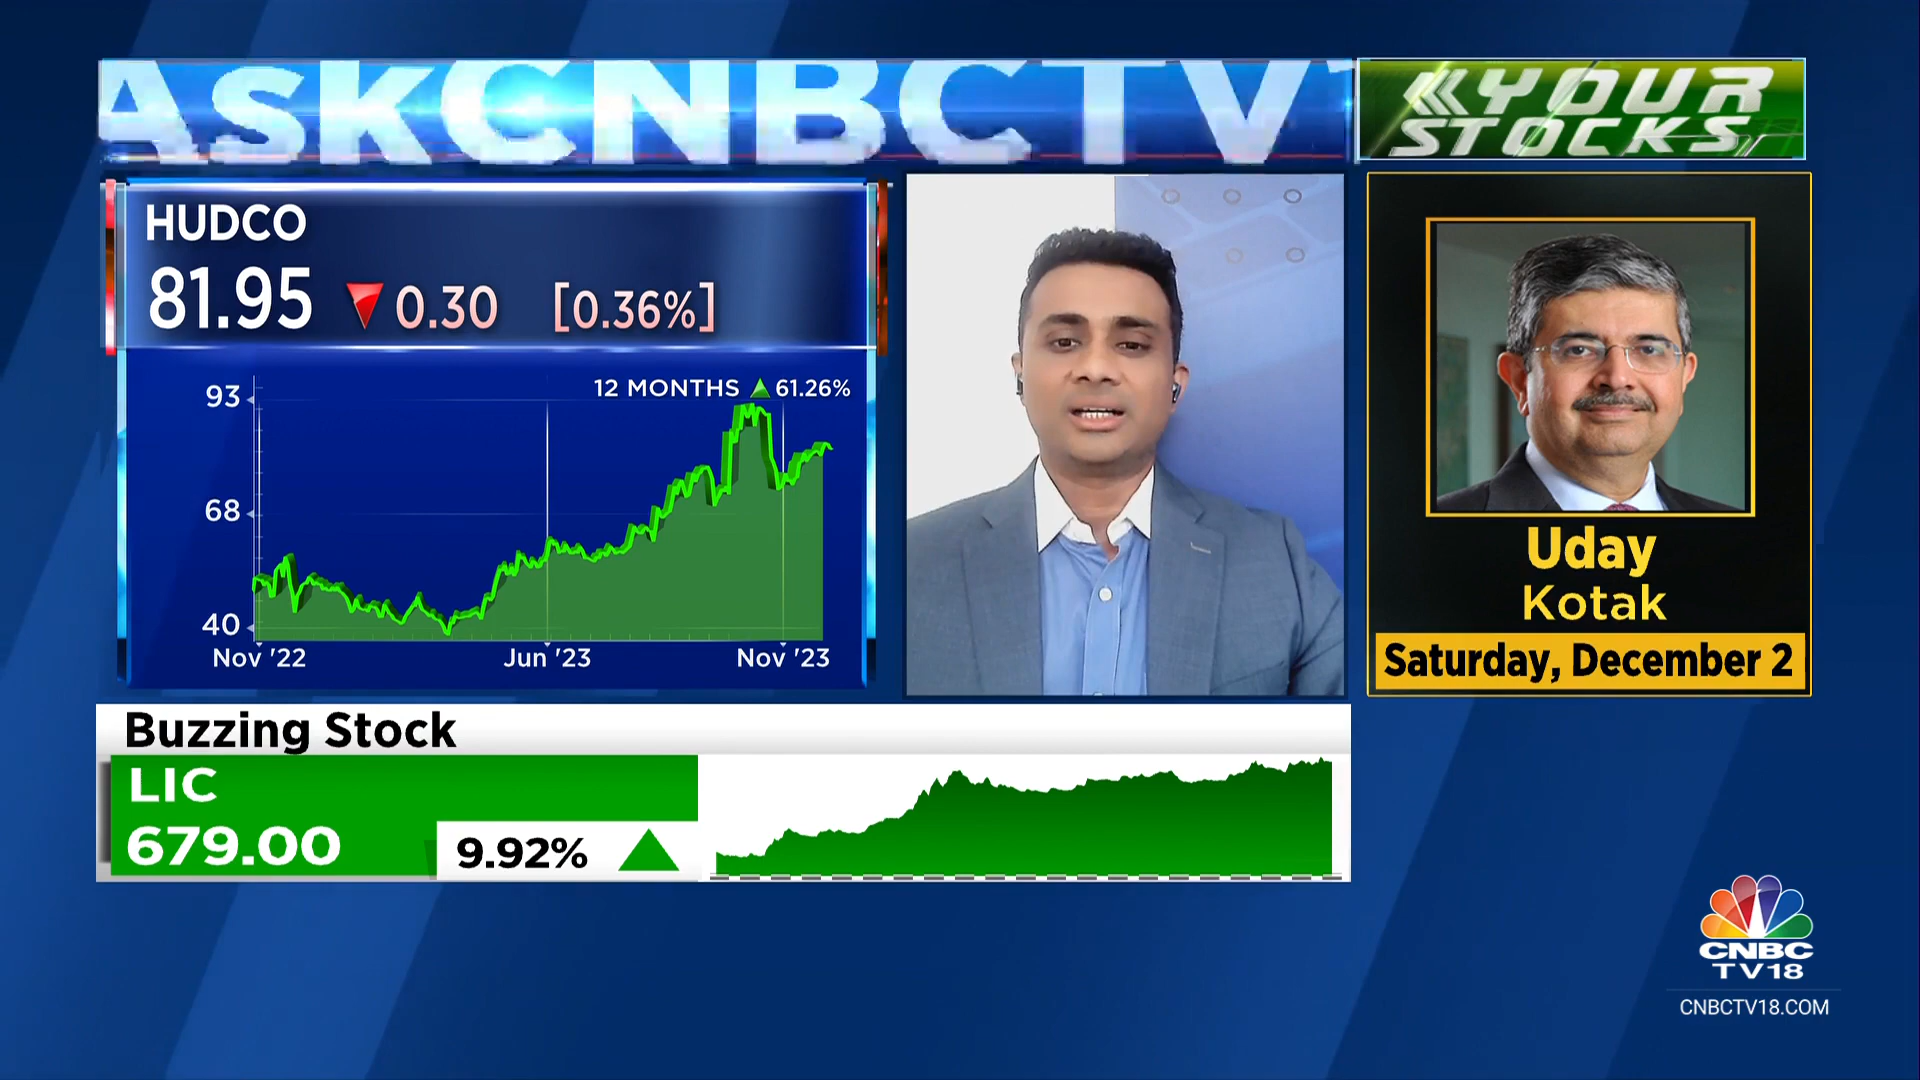 ASKCNBCTV
YOUR
STOCKS
HUDCO
81.95 0.30 [0.36%]
12 MONTHS 61.26%
93
68
40
Nov '22 Jun '23 Nov '23
Uday
Kotak
Saturday, December 2
Buzzing Stock
LIC
679.00 9.92%
CNBC
TV18
CNBCTV18.COM